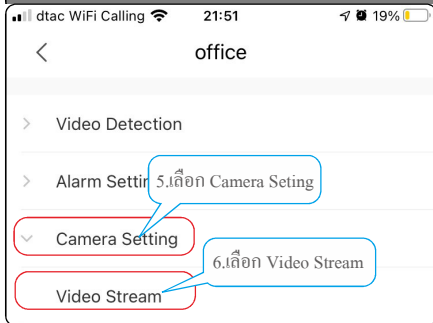 dtac WiFi Calling 21:51 19%
office
Video Detection
Alarm Settin
5.เลือก Camera Seting
Camera Setting
6.เลือก Video Stream
Video Stream